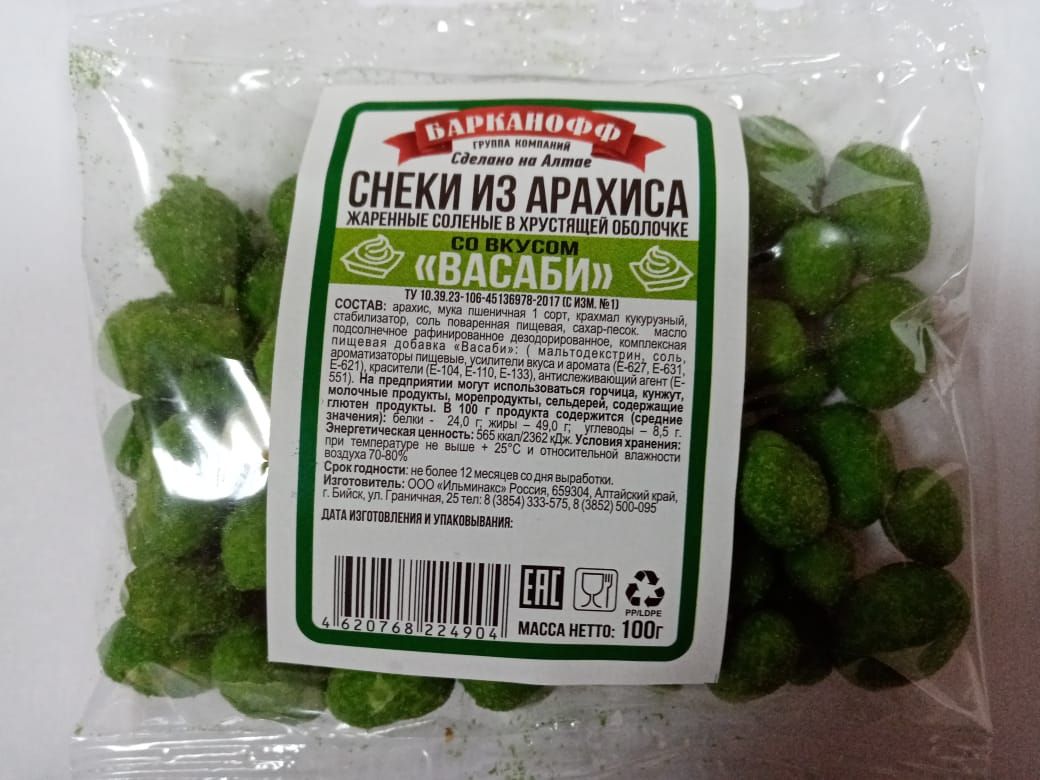 БАРКАНОФФ
ГРУППА КОМПАНИЙ
Сделано на Алтае
СНЕКИ ИЗ АРАХИСА
ЖАРЕННЫЕ СОЛЕНЫЕ В ХРУСТЯЩЕЙ ОБОЛОЧКЕ
СО ВКУСОМ
«ВАСАБИ»
ТУ 10.39.23-106-45136978-2017 (С ИЗМ. №1)
СОСТАВ: арахис, мука пшеничная 1 сорт, крахмал кукурузный,
стабилизатор, соль поваренная пищевая, сахар-песок. масло
подсолнечное рафинированное дезодорированное, комплексная
пищевая добавка «Васаби»: ( мальтодекстрин, соль,
ароматизаторы пищевые, усилители вкуса и аромата (Е-627, Е-631,
Е-621), красители (Е-104, Е-110, Е-133), антислеживающий агент (Е-
551). На предприятии могут использоваться горчица, кунжут,
молочные продукты, морепродукты, сельдерей, содержащие
глютен продукты. В 100 г продукта содержится (средние
значения): белки - 24,0 г; жиры – 49,0 г; углеводы – 8,5 г.
Энергетическая ценность: 565 ккал/2362 кДж. Условия хранения:
при температуре не выше + 25°С и относительной влажности
воздуха 70-80%
Срок годности: не более 12 месяцев со дня выработки.
Изготовитель: ООО «Ильминакс» Россия, 659304, Алтайский край,
г. Бийск, ул. Граничная, 25 тел: 8 (3854) 333-575, 8 (3852) 500-095
ДАТА ИЗГОТОВЛЕНИЯ И УПАКОВЫВАНИЯ:
EAC
PP/LDPE
4 620768 224904
МАССА НЕТТО: 100г